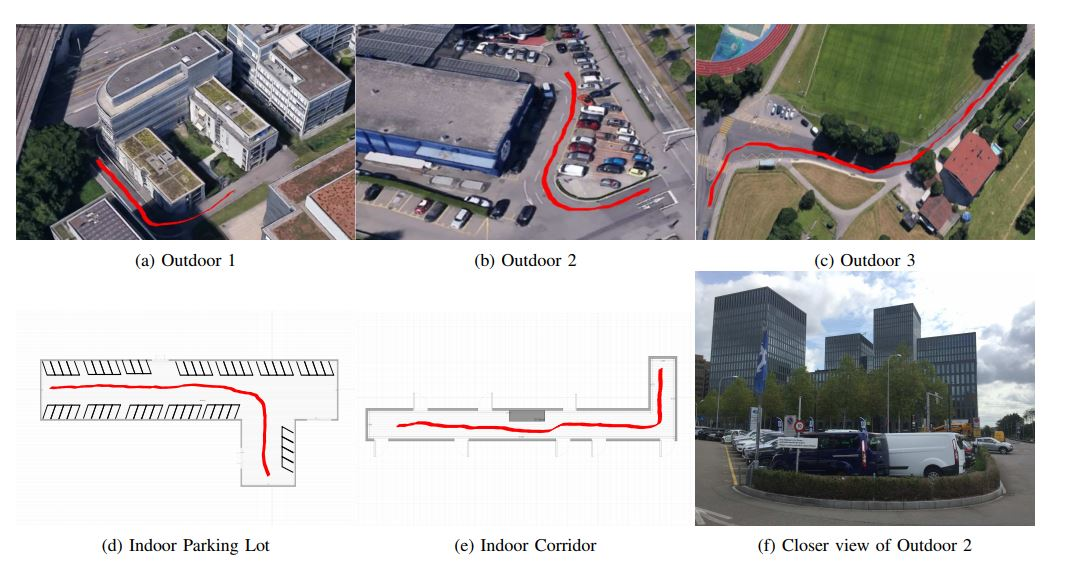 (a) Outdoor 1
(b) Outdoor 2
(c) Outdoor 3
(d) Indoor Parking Lot
(e) Indoor Corridor
(f) Closer view of Outdoor 2